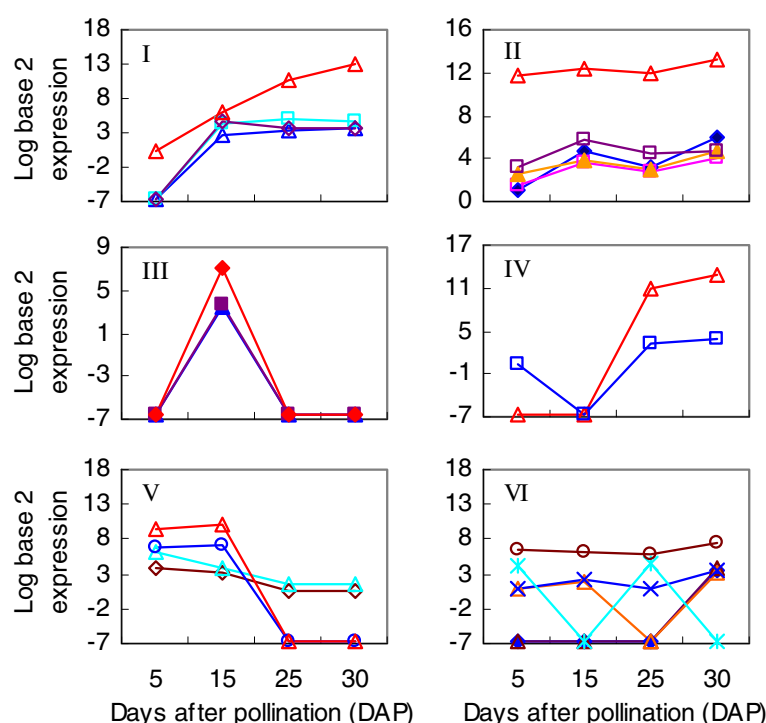 18
13
8
3
-2
-7
Log base 2
expression
I
16
12
8
4
0
II
9
5
1
-3
-7
Log base 2
expression
III
17
11
5
-1
-7
IV
18
13
8
3
-2
-7
Log base 2
expression
V
5 15 25 30
Days after pollination (DAP)
18
13
8
3
-2
-7
VI
5 15 25 30
Days after pollination (DAP)